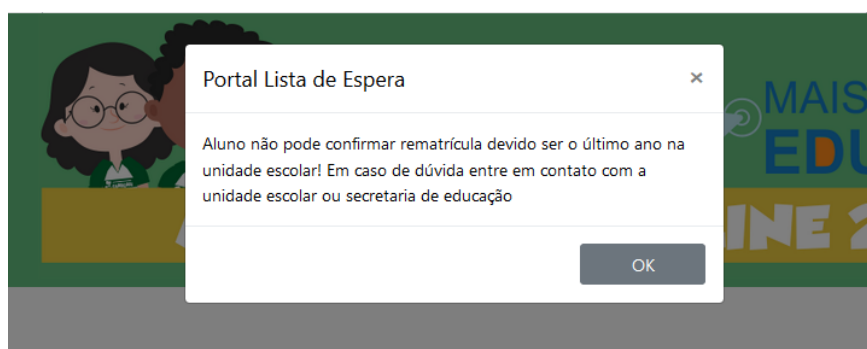 Portal Lista de Espera
×
MAIS
EDU
Aluno não pode confirmar rematrícula devido ser o último ano na
unidade escolar! Em caso de dúvida entre em contato com a
unidade escolar ou secretaria de educação
INE 2
OK